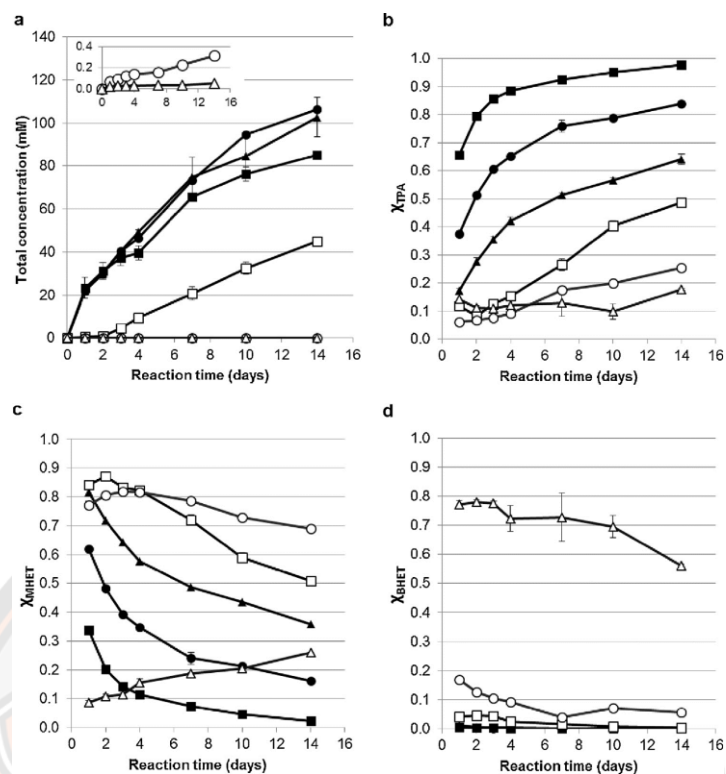 a
Total concentration (mM)
140
120
100
80
60
40
20
0
0 2 4 6 8 10 12 14 16
Reaction time (days)
0.4
0.2
0.0
0 4 8 12 16
b
χTPA
1.0
0.9
0.8
0.7
0.6
0.5
0.4
0.3
0.2
0.1
0.0
0 2 4 6 8 10 12 14 16
Reaction time (days)
c
χMHET
1.0
0.9
0.8
0.7
0.6
0.5
0.4
0.3
0.2
0.1
0.0
0 2 4 6 8 10 12 14 16
Reaction time (days)
d
χBHET
1.0
0.9
0.8
0.7
0.6
0.5
0.4
0.3
0.2
0.1
0.0
0 2 4 6 8 10 12 14 16
Reaction time (days)